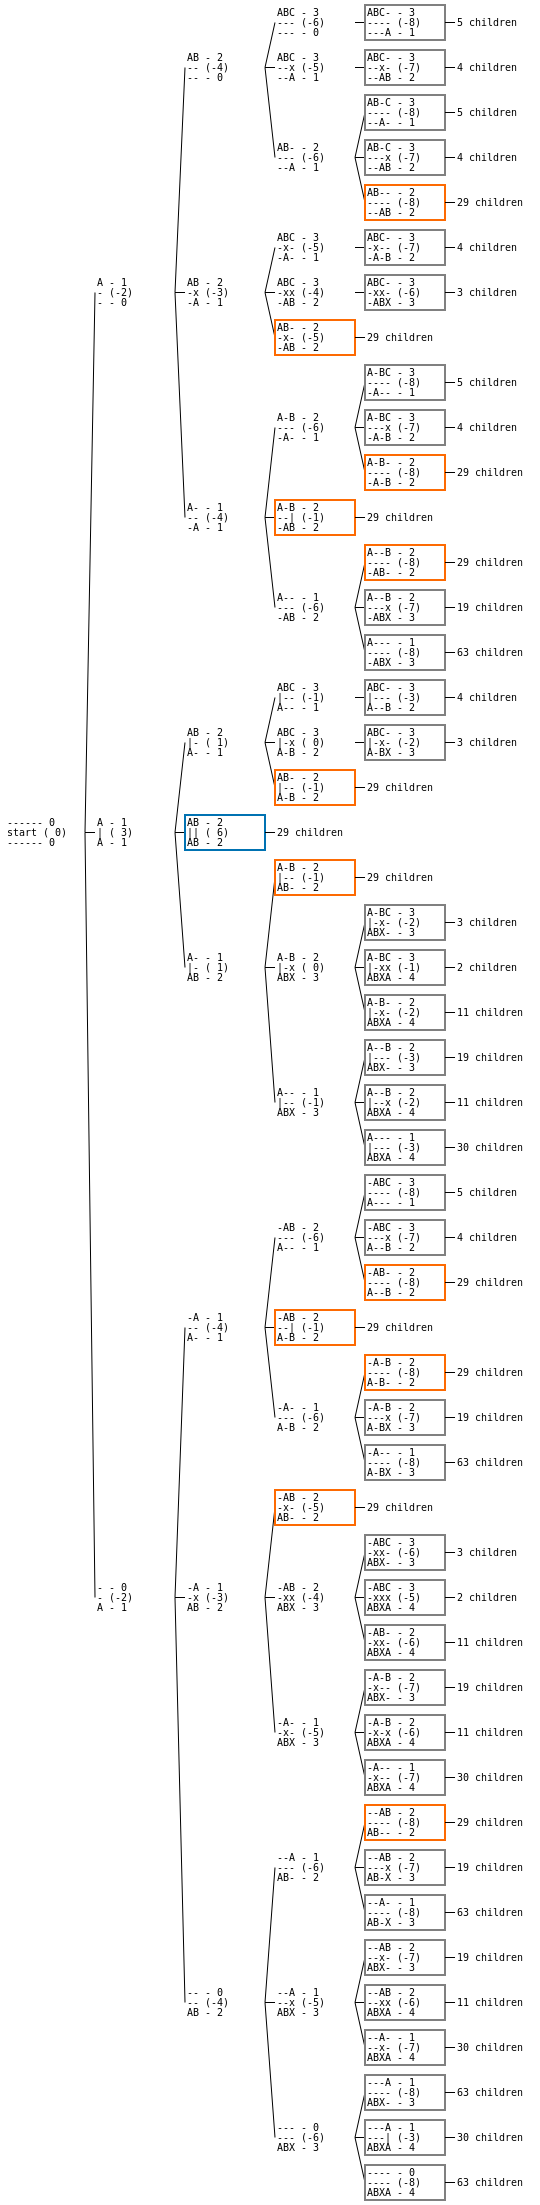 ABC - 3
--- (-6)
--- - 0
ABC- - 3
---- (-8)
---A - 1
5 children
AB - 2
-- (-4)
-- - 0
ABC - 3
--x (-5)
--A - 1
ABC- - 3
--x- (-7)
--AB - 2
4 children
AB-C - 3
---- (-8)
--A- - 1
5 children
AB- - 2
--- (-6)
--A - 1
AB-C - 3
---x (-7)
--AB - 2
4 children
AB-- - 2
---- (-8)
--AB - 2
29 children
ABC - 3
-x- (-5)
-A- - 1
ABC- - 3
-x-- (-7)
-A-B - 2
4 children
A - 1
- (-2)
- - 0
AB - 2
-x (-3)
-A - 1
ABC - 3
-xx (-4)
-AB - 2
ABC- - 3
-xx- (-6)
-ABX - 3
3 children
AB- - 2
-x- (-5)
-AB - 2
29 children
A-BC - 3
---- (-8)
-A-- - 1
5 children
A-B - 2
--- (-6)
-A- - 1
A-BC - 3
---x (-7)
-A-B - 2
4 children
A-B- - 2
---- (-8)
-A-B - 2
29 children
A- - 1
-- (-4)
-A - 1
A-B - 2
--| (-1)
-AB - 2
29 children
A--B - 2
---- (-8)
-AB- - 2
29 children
A-- - 1
--- (-6)
-AB - 2
A--B - 2
---x (-7)
-ABX - 3
19 children
A--- - 1
---- (-8)
-ABX - 3
63 children
ABC - 3
|-- (-1)
A-- - 1
ABC- - 3
|--- (-3)
A--B - 2
4 children
AB - 2
|- ( 1)
A- - 1
ABC - 3
|-x ( 0)
A-B - 2
ABC- - 3
|-x- (-2)
A-BX - 3
3 children
AB- - 2
|-- (-1)
A-B - 2
29 children
------ 0
start ( 0)
------ 0
A - 1
| ( 3)
A - 1
AB - 2
|| ( 6)
AB - 2
29 children
A-B - 2
|-- (-1)
AB- - 2
29 children
A-BC - 3
|-x- (-2)
ABX- - 3
3 children
A- - 1
|- ( 1)
AB - 2
A-B - 2
|-x ( 0)
ABX - 3
A-BC - 3
|-xx (-1)
ABXA - 4
2 children
A-B- - 2
|-x- (-2)
ABXA - 4
11 children
A--B - 2
|--- (-3)
ABX- - 3
19 children
A-- - 1
|-- (-1)
ABX - 3
A--B - 2
|--x (-2)
ABXA - 4
11 children
A--- - 1
|--- (-3)
ABXA - 4
30 children
-ABC - 3
---- (-8)
A--- - 1
5 children
-AB - 2
--- (-6)
A-- - 1
-ABC - 3
---x (-7)
A--B - 2
4 children
-AB- - 2
---- (-8)
A--B - 2
29 children
-A - 1
-- (-4)
A- - 1
-AB - 2
--| (-1)
A-B - 2
29 children
-A-B - 2
---- (-8)
A-B- - 2
29 children
-A- - 1
--- (-6)
A-B - 2
-A-B - 2
---x (-7)
A-BX - 3
19 children
-A-- - 1
---- (-8)
A-BX - 3
63 children
-AB - 2
-x- (-5)
AB- - 2
29 children
-ABC - 3
-xx- (-6)
ABX- - 3
3 children
- - 0
- (-2)
A - 1
-A - 1
-x (-3)
AB - 2
-AB - 2
-xx (-4)
ABX - 3
-ABC - 3
-xxx (-5)
ABXA - 4
2 children
-AB- - 2
-xx- (-6)
ABXA - 4
11 children
-A-B - 2
-x-- (-7)
ABX- - 3
19 children
-A- - 1
-x- (-5)
ABX - 3
-A-B - 2
-x-x (-6)
ABXA - 4
11 children
-A-- - 1
-x-- (-7)
ABXA - 4
30 children
--AB - 2
---- (-8)
AB-- - 2
29 children
--A - 1
--- (-6)
AB- - 2
--AB - 2
---x (-7)
AB-X - 3
19 children
--A- - 1
---- (-8)
AB-X - 3
63 children
--AB - 2
--x- (-7)
ABX- - 3
19 children
-- - 0
-- (-4)
AB - 2
--A - 1
--x (-5)
ABX - 3
--AB - 2
--xx (-6)
ABXA - 4
11 children
--A- - 1
--x- (-7)
ABXA - 4
30 children
---A - 1
---- (-8)
ABX- - 3
63 children
--- - 0
--- (-6)
ABX - 3
---A - 1
---| (-3)
ABXA - 4
30 children
---- - 0
---- (-8)
ABXA - 4
63 children